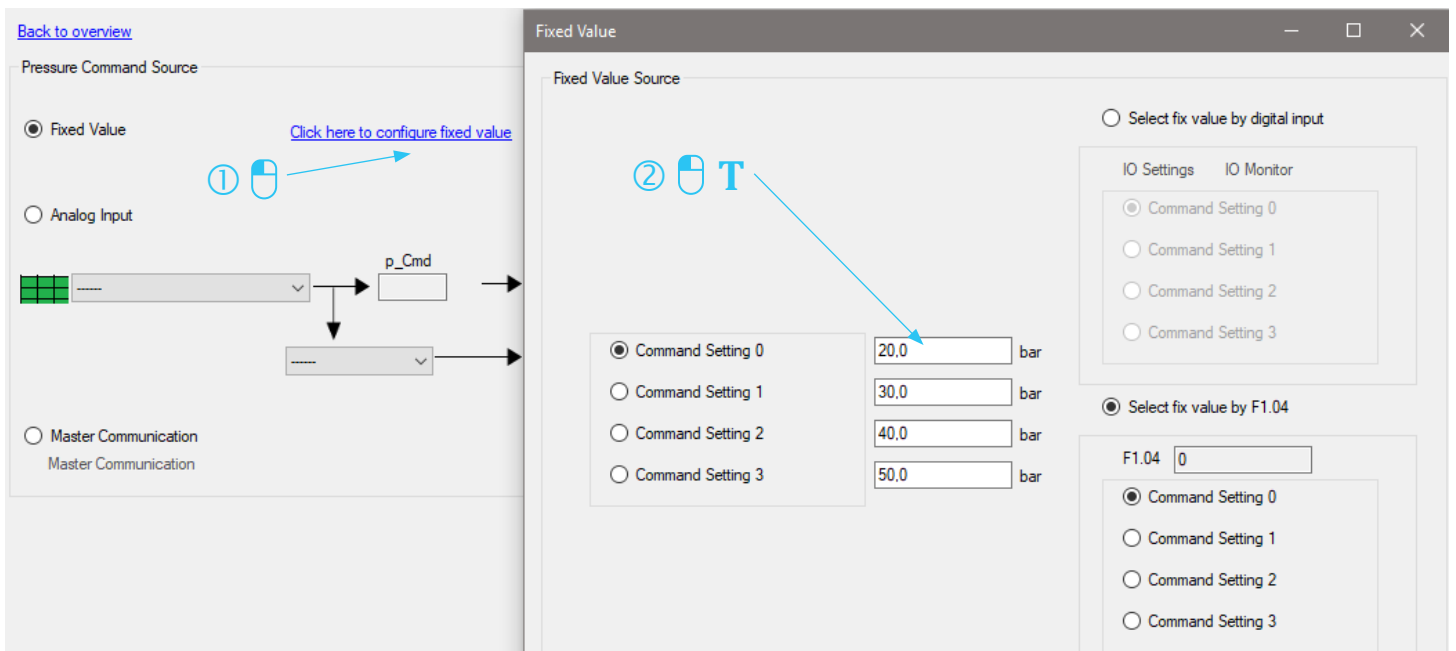 Back to overview
Pressure Command Source
Fixed Value
Click here to configure fixed value
①
Analog Input
------
p_Cmd
------
Master Communication
Master Communication
Fixed Value
Fixed Value Source
② T
Command Setting 0 20,0 bar
Command Setting 1 30,0 bar
Command Setting 2 40,0 bar
Command Setting 3 50,0 bar
Select fix value by digital input
IO Settings IO Monitor
Command Setting 0
Command Setting 1
Command Setting 2
Command Setting 3
Select fix value by F1.04
F1.04 0
Command Setting 0
Command Setting 1
Command Setting 2
Command Setting 3